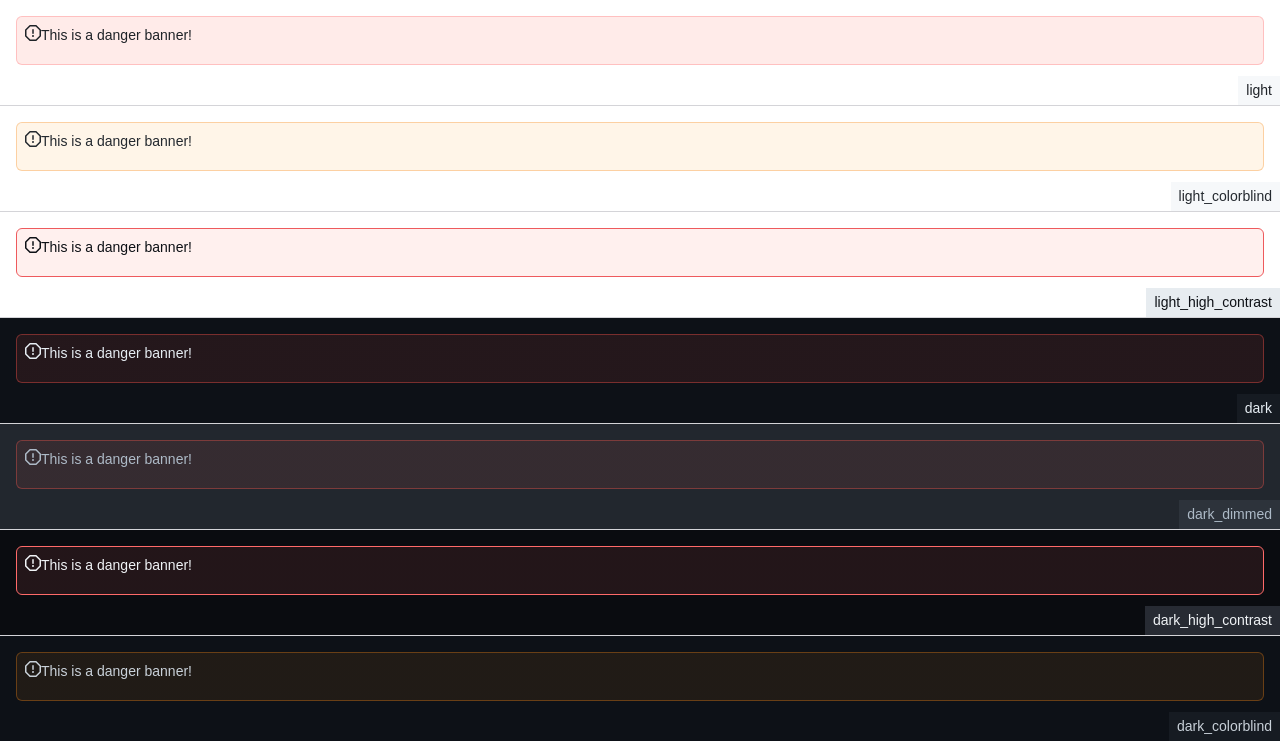 This is a danger banner!
light
This is a danger banner!
light_colorblind
This is a danger banner!
light_high_contrast
This is a danger banner!
dark
This is a danger banner!
dark_dimmed
This is a danger banner!
dark_high_contrast
This is a danger banner!
dark_colorblind